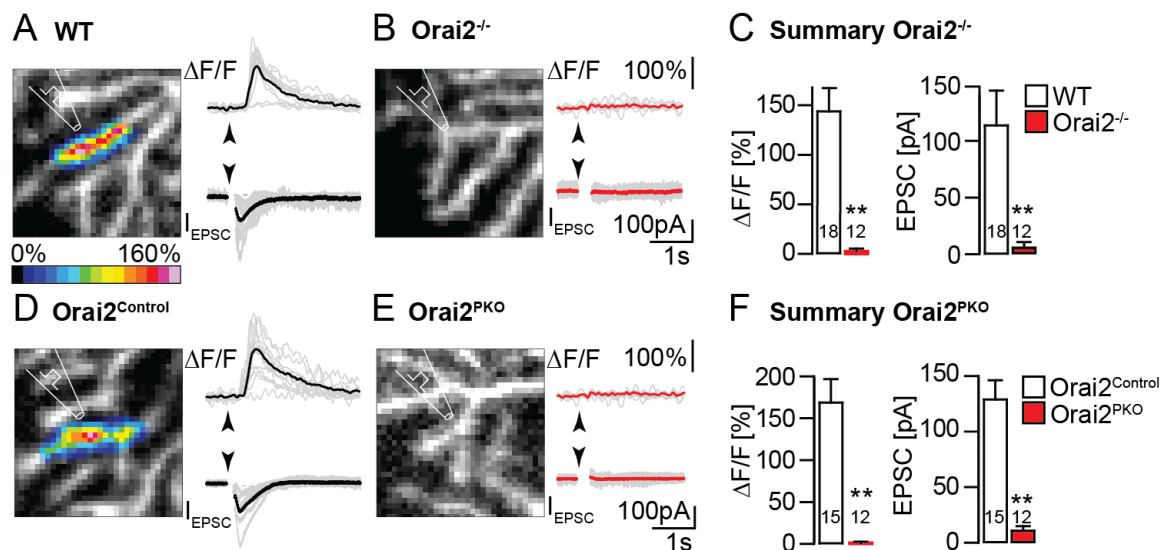 A WT
ΔF/F
I EPSC
0% 160%
B Orai2-/-
ΔF/F 100%
I EPSC 100pA
1s
C Summary Orai2-/-
ΔF/F [%]
150
100
50
0
18
**
12
EPSC [pA]
150
100
50
0
18
**
12
WT
Orai2-/-
D Orai2Control
ΔF/F
I EPSC
E Orai2PKO
ΔF/F 100%
I EPSC 100pA
1s
F Summary Orai2PKO
ΔF/F [%]
200
150
100
50
0
15
**
12
EPSC [pA]
150
100
50
0
15
**
12
Orai2Control
Orai2PKO